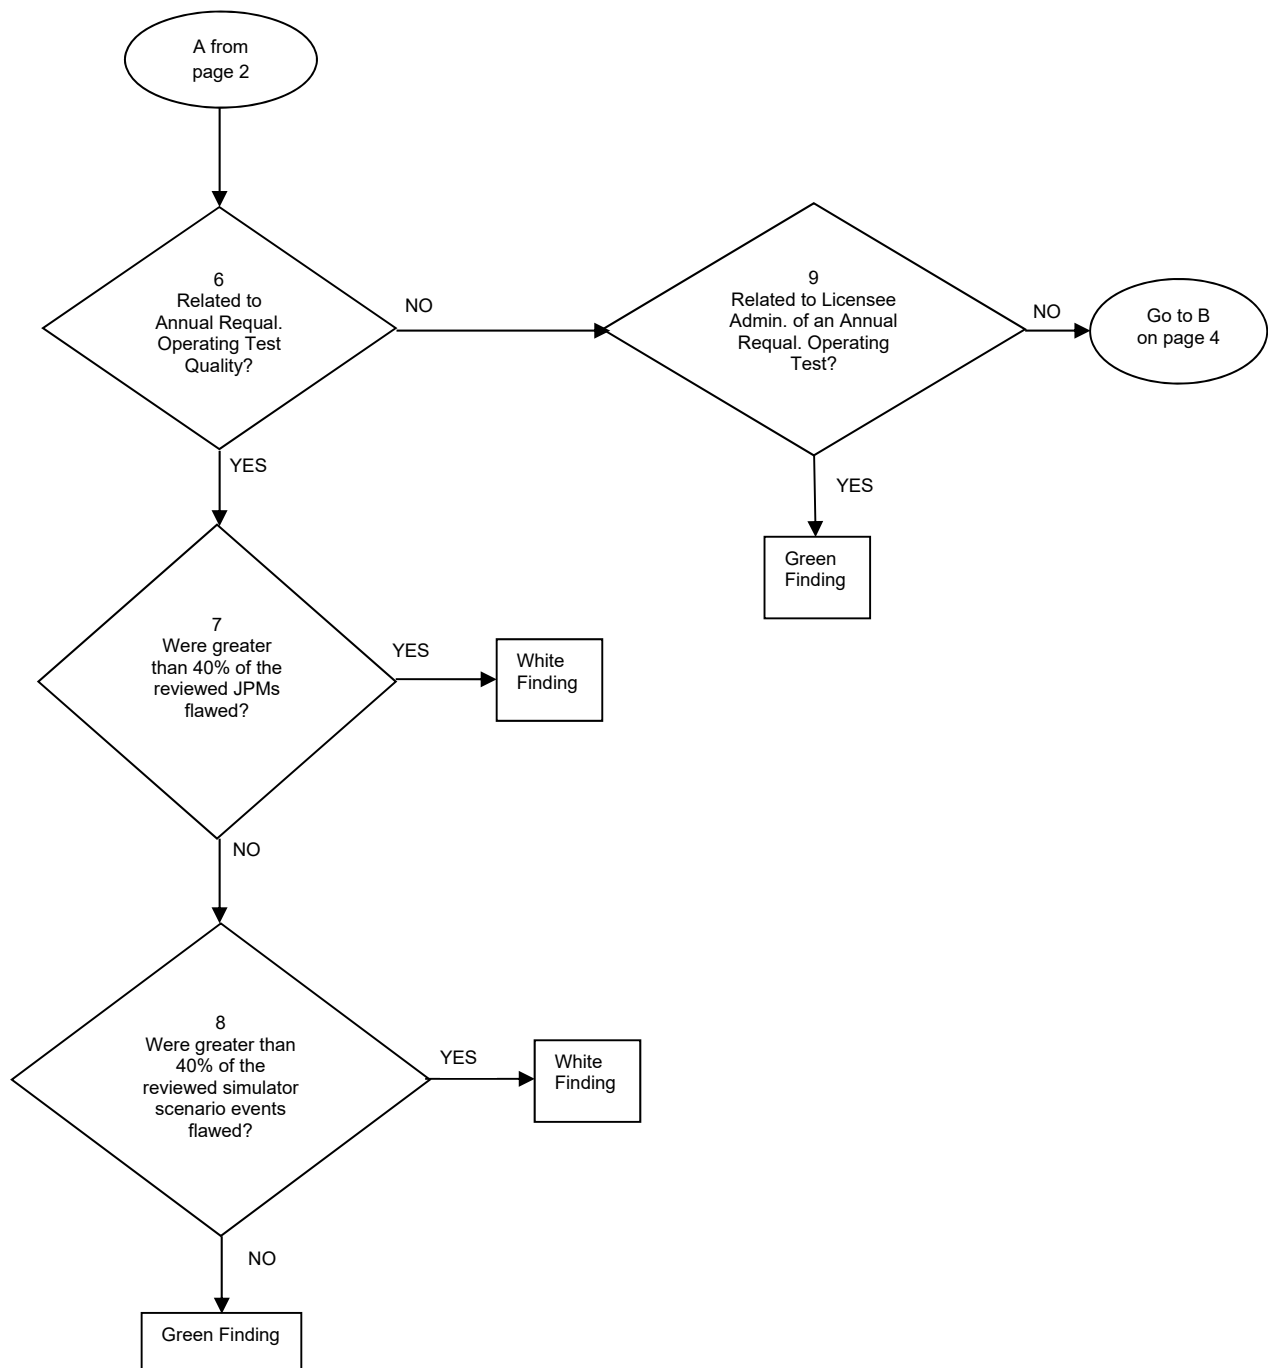 A from
page 2
6
Related to
Annual Requal.
Operating Test
Quality?
NO
9
Related to Licensee
Admin. of an Annual
Requal. Operating
Test?
NO
Go to B
on page 4
YES
YES
Green
Finding
7
Were greater
than 40% of the
reviewed JPMs
flawed?
YES
White
Finding
NO
8
Were greater than
40% of the
reviewed simulator
scenario events
flawed?
YES
White
Finding
NO
Green Finding